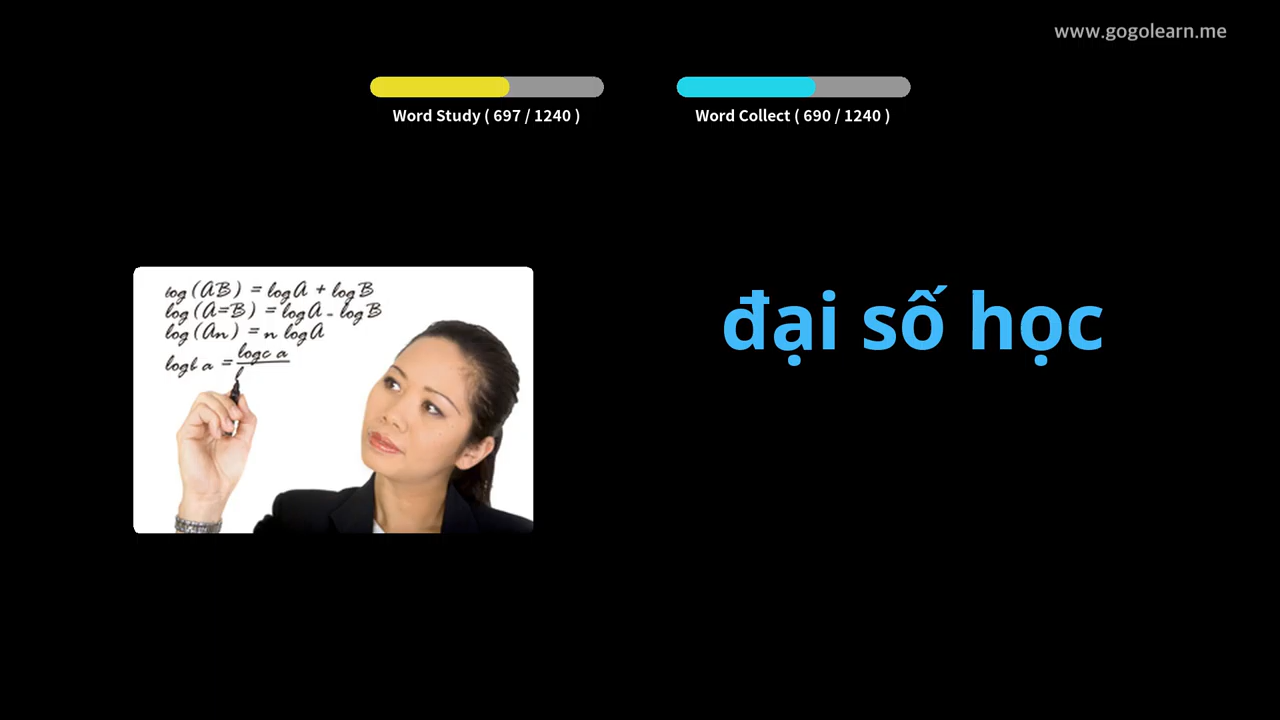 www.gogolearn.me
Word Study ( 697 / 1240 )
Word Collect ( 690 / 1240 )
log (AB) = log A + log B
log (A=B) = log A - log B
log (An) = n log A
logc a
logb a =
đại số học